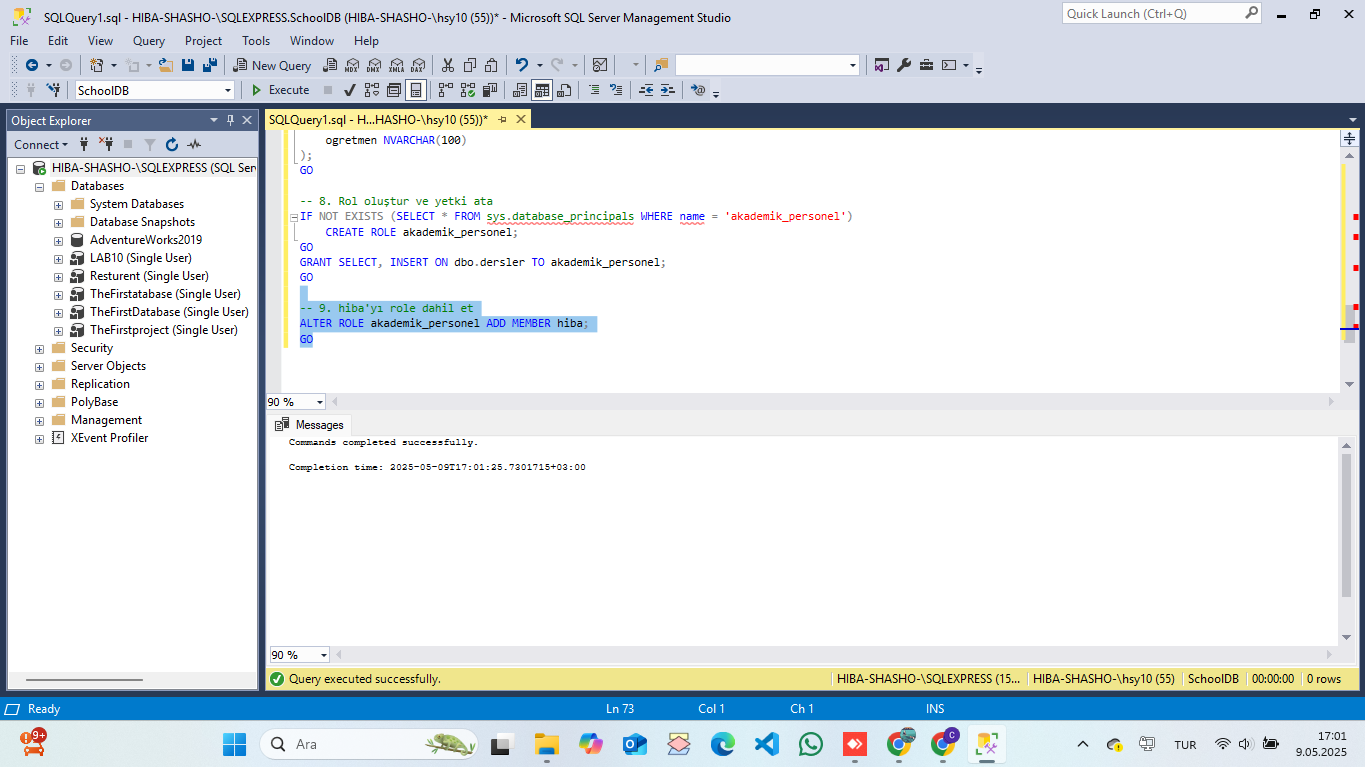 SQLQuery1.sql - HIBA-SHASHO-\SQLEXPRESS.SchoolDB (HIBA-SHASHO-\hsy10 (55))* - Microsoft SQL Server Management Studio
Quick Launch (Ctrl+Q)
File Edit View Query Project Tools Window Help
New Query
MDX DMX XMLA DAX
SchoolDB
Execute
Object Explorer
Connect
HIBA-SHASHO-\SQLEXPRESS (SQL Ser
Databases
System Databases
Database Snapshots
AdventureWorks2019
LAB10 (Single User)
Resturent (Single User)
TheFirstatabase (Single User)
TheFirstDatabase (Single User)
TheFirstproject (Single User)
Security
Server Objects
Replication
PolyBase
Management
XEvent Profiler
SQLQuery1.sql - H...HASHO-\hsy10 (55))*
ogretmen NVARCHAR(100)
);
GO
-- 8. Rol oluştur ve yetki ata
IF NOT EXISTS (SELECT * FROM sys.database_principals WHERE name = 'akademik_personel')
CREATE ROLE akademik_personel;
GO
GRANT SELECT, INSERT ON dbo.dersler TO akademik_personel;
GO
-- 9. hiba'yı role dahil et
ALTER ROLE akademik_personel ADD MEMBER hiba;
GO
90 %
Messages
Commands completed successfully.
Completion time: 2025-05-09T17:01:25.7301715+03:00
90 %
Query executed successfully.
HIBA-SHASHO-\SQLEXPRESS (15... HIBA-SHASHO-\hsy10 (55) SchoolDB 00:00:00 0 rows
Ready
Ln 73 Col 1 Ch 1 INS
9+
Ara
C
TUR
17:01
9.05.2025